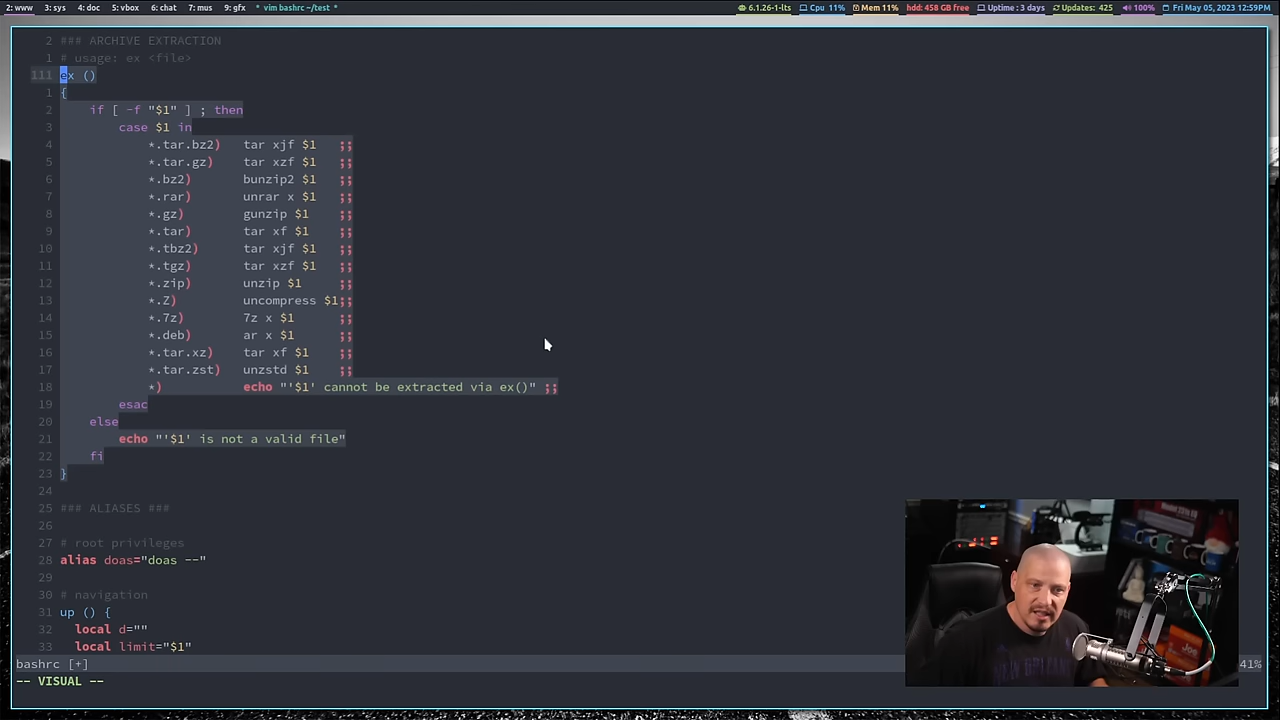 2: www 3: sys 4: doc 5: vbox 6: chat 7: mus 9: gfx * vim bashrc ~/test * 6.1.26-1-lts Cpu 11% Mem 11% hdd: 458 GB free Uptime : 3 days Updates: 425 100% Fri May 05, 2023 12:59PM
2 ### ARCHIVE EXTRACTION
1 # usage: ex <file>
111 ex ()
1 {
2 if [ -f "$1" ] ; then
3 case $1 in
4 *.tar.bz2) tar xjf $1 ;;
5 *.tar.gz) tar xzf $1 ;;
6 *.bz2) bunzip2 $1 ;;
7 *.rar) unrar x $1 ;;
8 *.gz) gunzip $1 ;;
9 *.tar) tar xf $1 ;;
10 *.tbz2) tar xjf $1 ;;
11 *.tgz) tar xzf $1 ;;
12 *.zip) unzip $1 ;;
13 *.Z) uncompress $1;;
14 *.7z) 7z x $1 ;;
15 *.deb) ar x $1 ;;
16 *.tar.xz) tar xf $1 ;;
17 *.tar.zst) unzstd $1 ;;
18 *) echo "'$1' cannot be extracted via ex()" ;;
19 esac
20 else
21 echo "'$1' is not a valid file"
22 fi
23 }
24
25 ### ALIASES ###
26
27 # root privileges
28 alias doas="doas --"
29
30 # navigation
31 up () {
32 local d=""
33 local limit="$1"
bashrc [+] 41%
-- VISUAL --